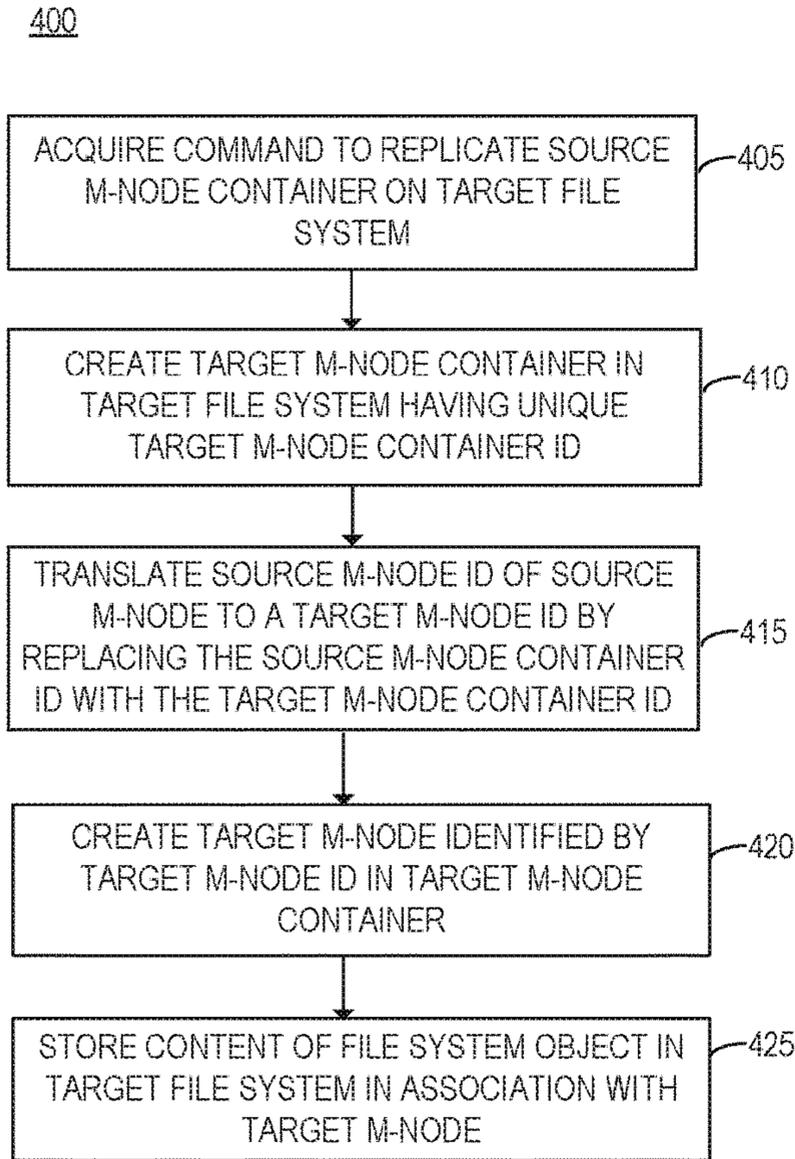 400
ACQUIRE COMMAND TO REPLICATE SOURCE
M-NODE CONTAINER ON TARGET FILE
SYSTEM
405
CREATE TARGET M-NODE CONTAINER IN
TARGET FILE SYSTEM HAVING UNIQUE
TARGET M-NODE CONTAINER ID
410
TRANSLATE SOURCE M-NODE ID OF SOURCE
M-NODE TO A TARGET M-NODE ID BY
REPLACING THE SOURCE M-NODE CONTAINER
ID WITH THE TARGET M-NODE CONTAINER ID
415
CREATE TARGET M-NODE IDENTIFIED BY
TARGET M-NODE ID IN TARGET M-NODE
CONTAINER
420
STORE CONTENT OF FILE SYSTEM OBJECT IN
TARGET FILE SYSTEM IN ASSOCIATION WITH
TARGET M-NODE
425